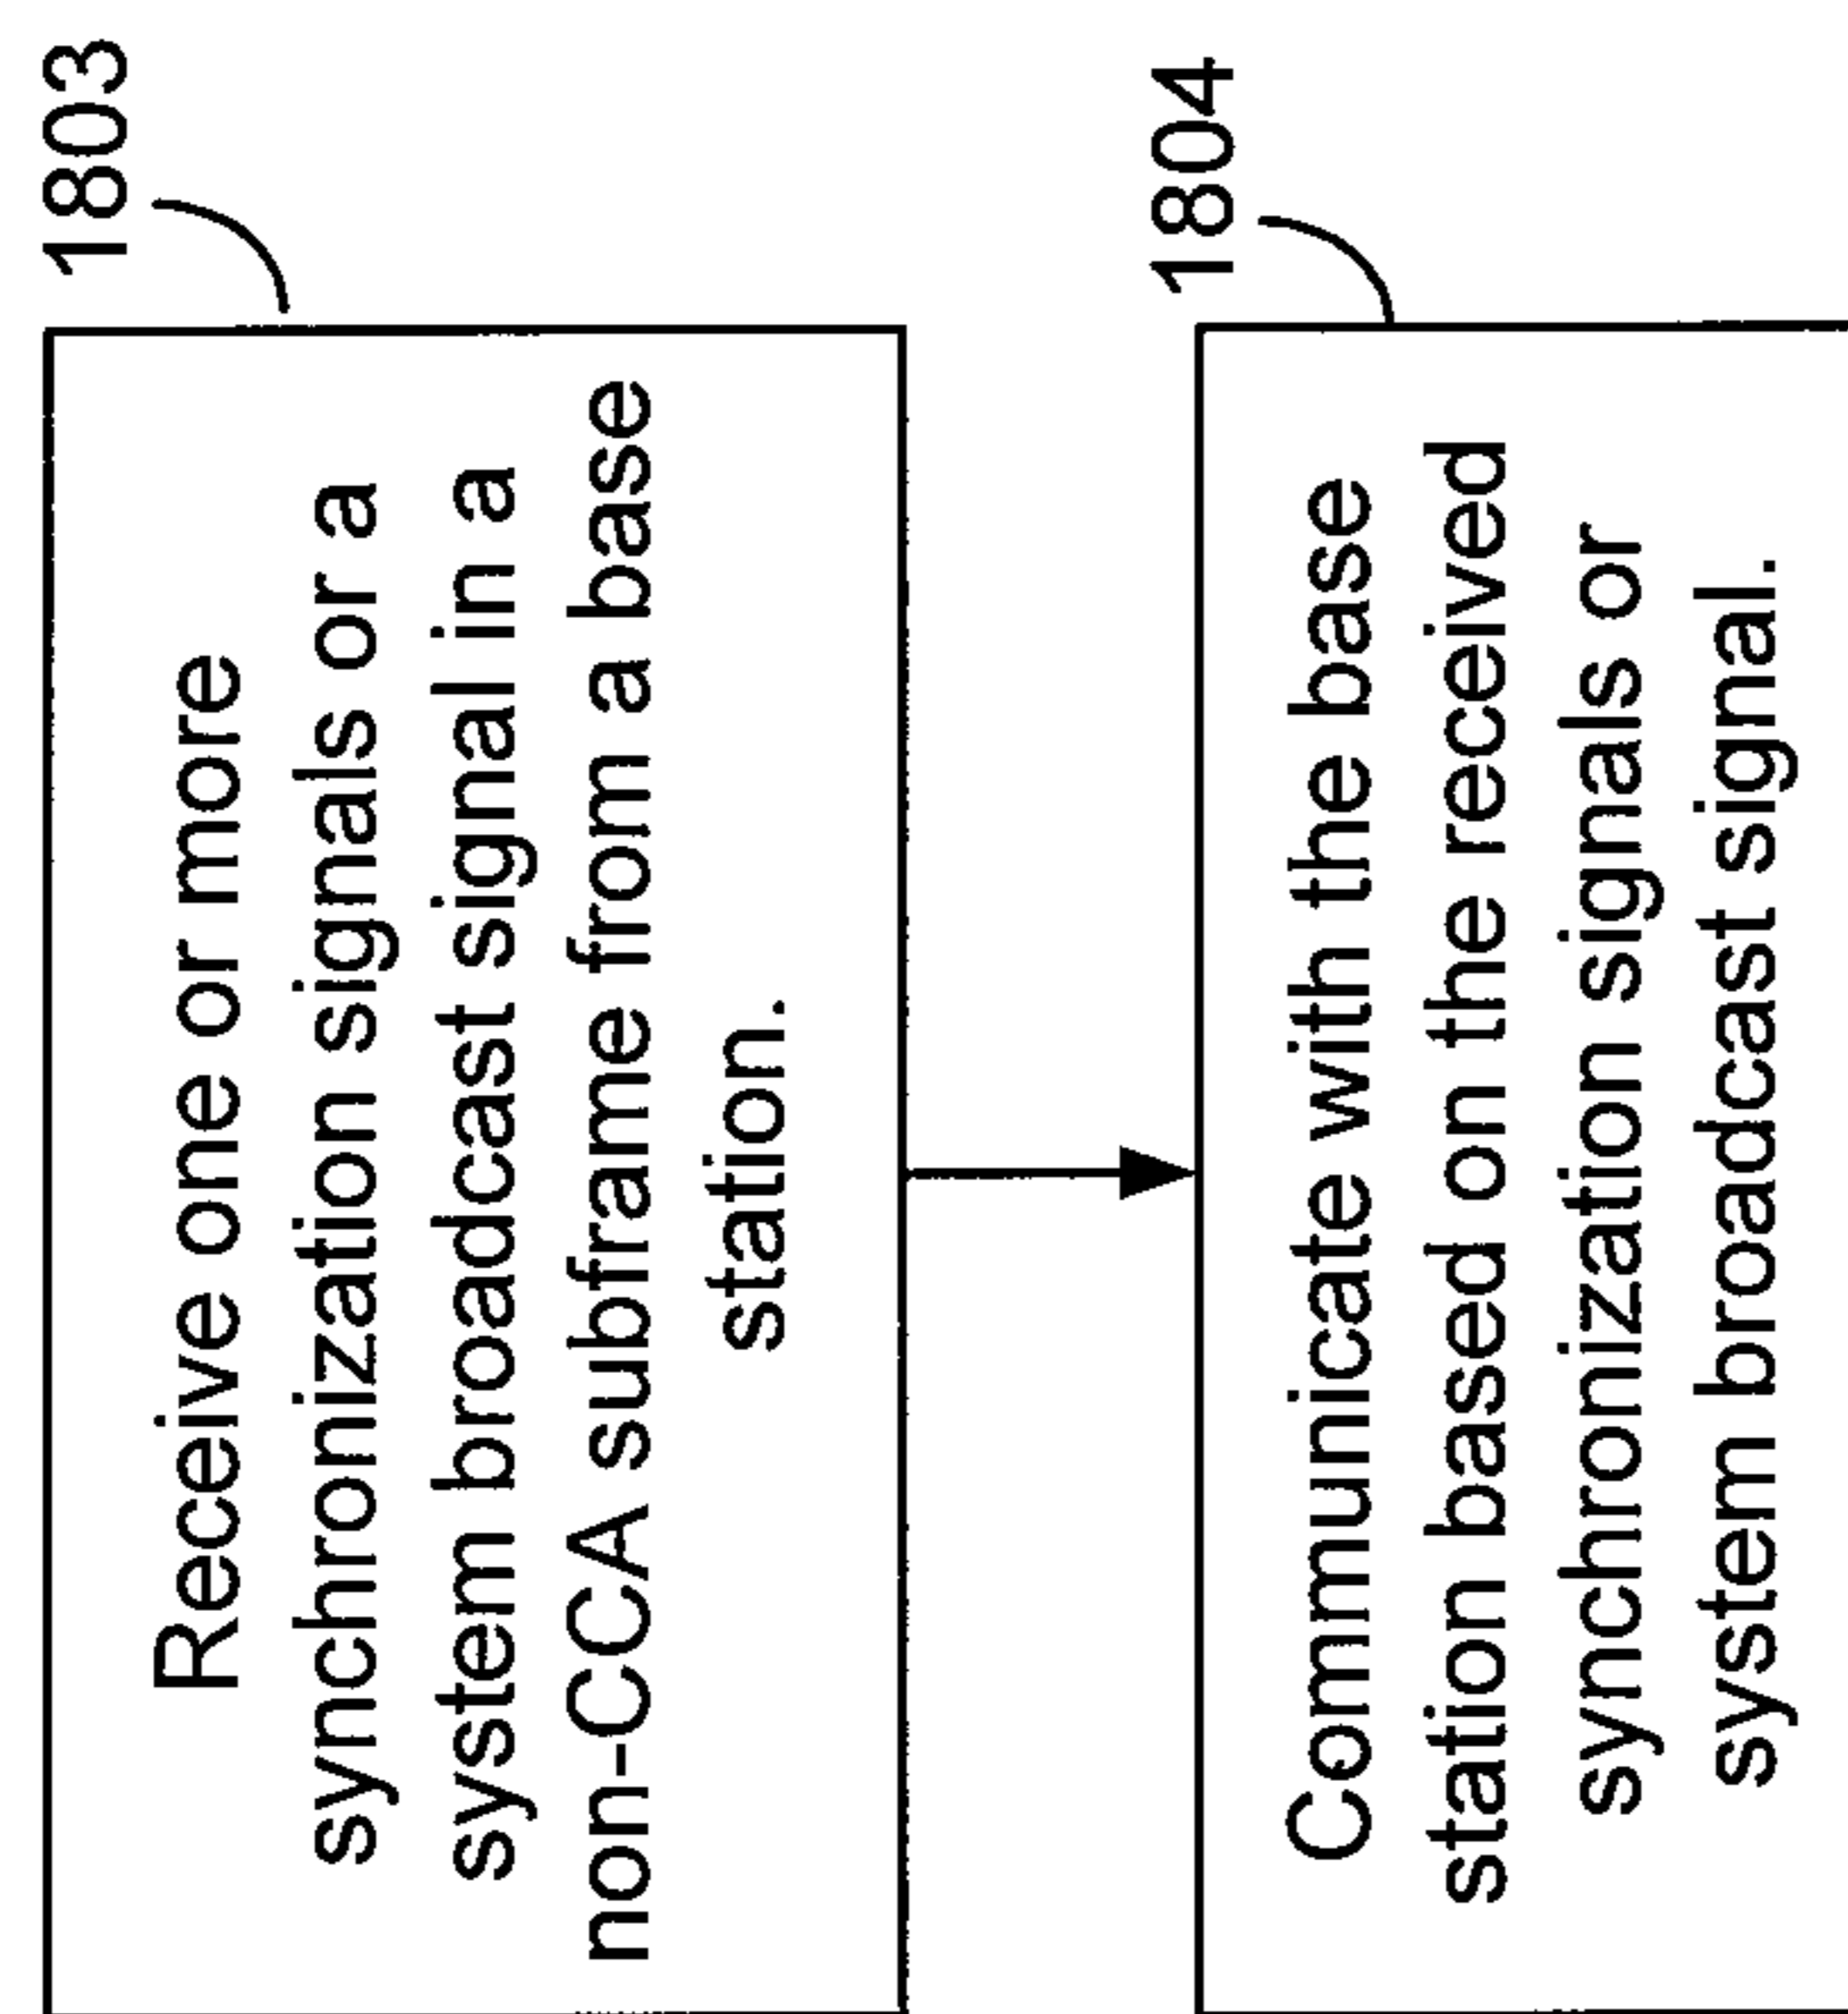 1803
Receive one or more
synchronization signals or a
system broadcast signal in a
non-CCA subframe from a base
station.
1804
Communicate with the base
station based on the received
synchronization signals or
system broadcast signal.